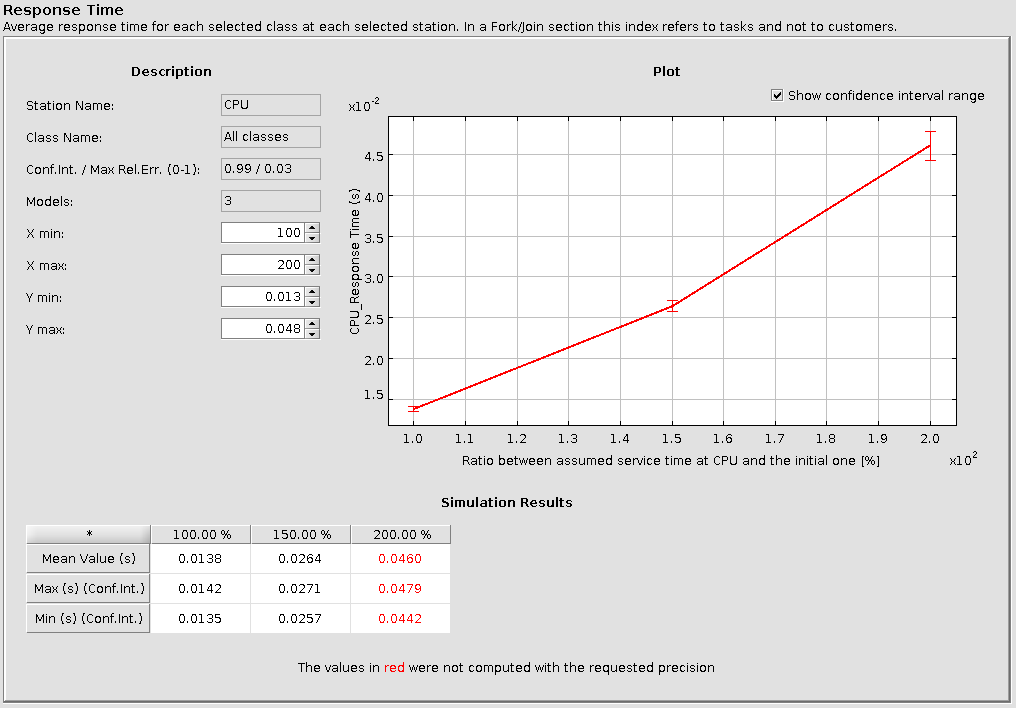 Response Time
Average response time for each selected class at each selected station. In a Fork/Join section this index refers to tasks and not to customers.
Description
Station Name: CPU
Class Name: All classes
Conf.Int. / Max Rel.Err. (0-1): 0.99 / 0.03
Models: 3
X min: 100
X max: 200
Y min: 0.013
Y max: 0.048
Plot
Show confidence interval range
x10-2
4.5
4.0
3.5
3.0
2.5
2.0
1.5
CPU_Response Time (s)
1.0 1.1 1.2 1.3 1.4 1.5 1.6 1.7 1.8 1.9 2.0
Ratio between assumed service time at CPU and the initial one [%] x102
Simulation Results
* 100.00 % 150.00 % 200.00 %
Mean Value (s) 0.0138 0.0264 0.0460
Max (s) (Conf.Int.) 0.0142 0.0271 0.0479
Min (s) (Conf.Int.) 0.0135 0.0257 0.0442
The values in red were not computed with the requested precision